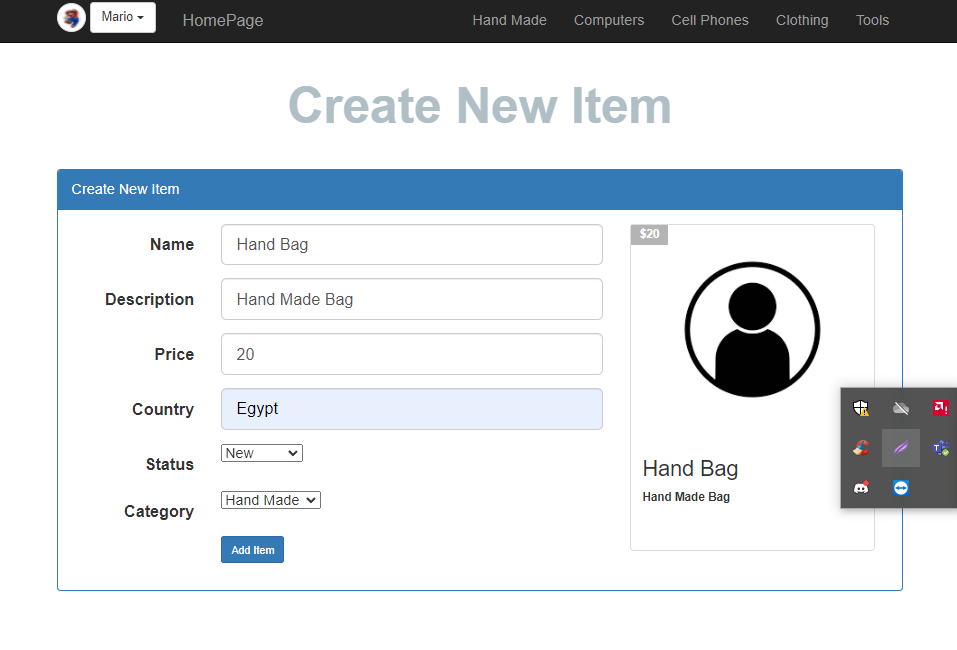 Mario
HomePage
Hand Made
Computers
Cell Phones
Clothing
Tools
Create New Item
Create New Item
Name
Hand Bag
Description
Hand Made Bag
Price
20
Country
Egypt
Status
New
Category
Hand Made
Add Item
$20
Hand Bag
Hand Made Bag